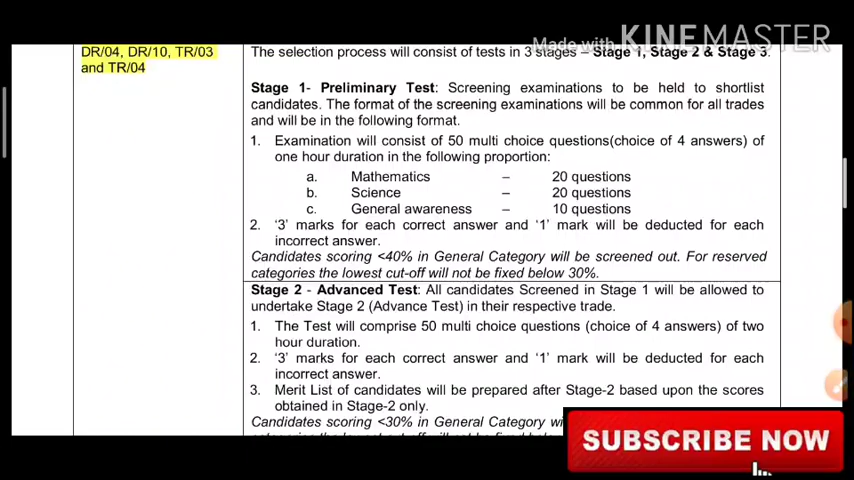 Made with KINEMASTER
DR/04, DR/10, TR/03
and TR/04
The selection process will consist of tests in 3 stages – Stage 1, Stage 2 & Stage 3.
Stage 1- Preliminary Test: Screening examinations to be held to shortlist
candidates. The format of the screening examinations will be common for all trades
and will be in the following format.
1. Examination will consist of 50 multi choice questions(choice of 4 answers) of
one hour duration in the following proportion:
a. Mathematics – 20 questions
b. Science – 20 questions
c. General awareness – 10 questions
2. ‘3’ marks for each correct answer and ‘1’ mark will be deducted for each
incorrect answer.
Candidates scoring <40% in General Category will be screened out. For reserved
categories the lowest cut-off will not be fixed below 30%.
Stage 2 - Advanced Test: All candidates Screened in Stage 1 will be allowed to
undertake Stage 2 (Advance Test) in their respective trade.
1. The Test will comprise 50 multi choice questions (choice of 4 answers) of two
hour duration.
2. ‘3’ marks for each correct answer and ‘1’ mark will be deducted for each
incorrect answer.
3. Merit List of candidates will be prepared after Stage-2 based upon the scores
obtained in Stage-2 only.
Candidates scoring <30% in General Category
SUBSCRIBE NOW